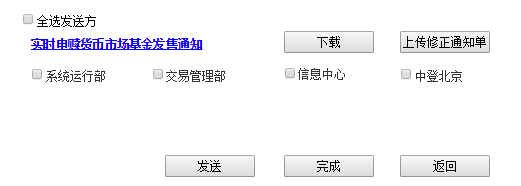 全选发送方
实时申赎货币市场基金发售通知 下载 上传修正通知单
系统运行部 交易管理部 信息中心 中登北京
发送 完成 返回